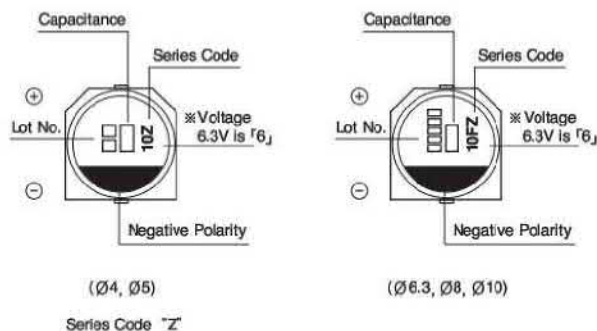 Capacitance
Series Code
⊕
Lot No.
10Z
※Voltage
6.3V is「6」
⊖
Negative Polarity
(Ø4, Ø5)
Series Code "Z"
Capacitance
Series Code
⊕
Lot No.
10FZ
※Voltage
6.3V is「6」
⊖
Negative Polarity
(Ø6.3, Ø8, Ø10)